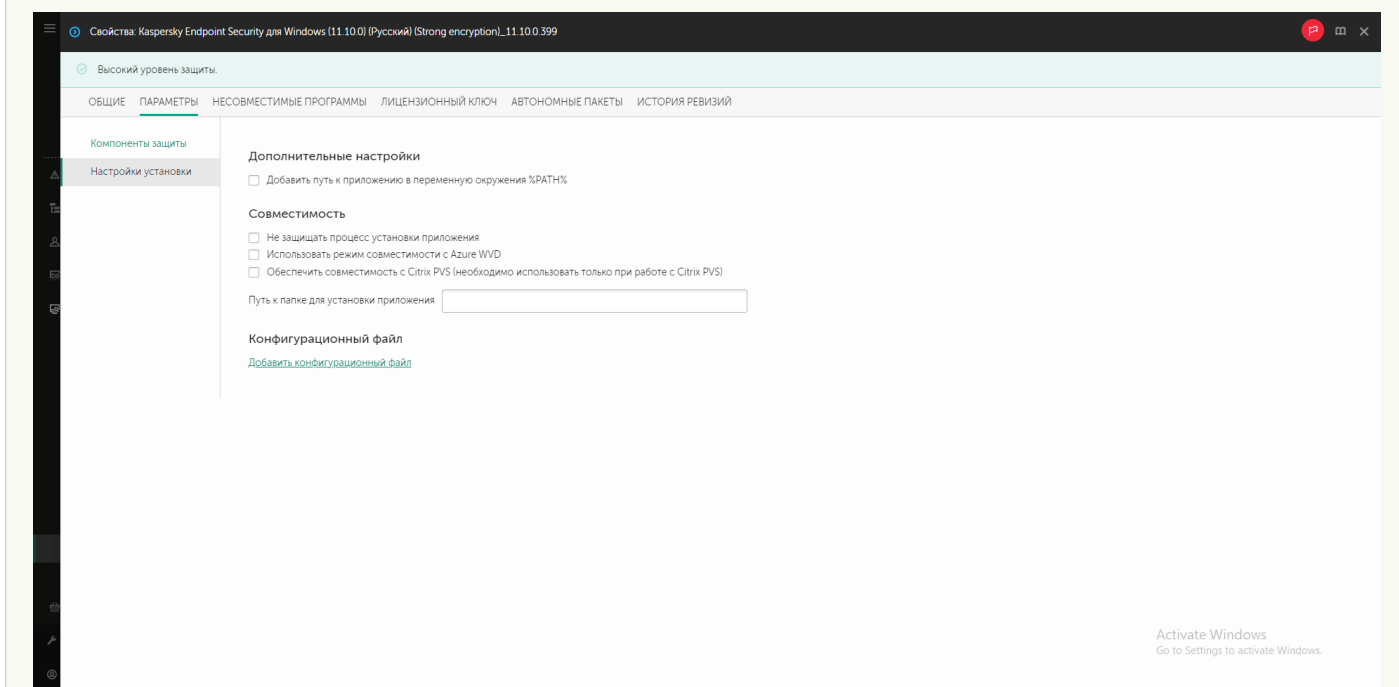 Свойства: Kaspersky Endpoint Security для Windows (11.10.0) (Русский) (Strong encryption)_11.10.0.399
Высокий уровень защиты.
ОБЩИЕ ПАРАМЕТРЫ НЕСОВМЕСТИМЫЕ ПРОГРАММЫ ЛИЦЕНЗИОННЫЙ КЛЮЧ АВТОНОМНЫЕ ПАКЕТЫ ИСТОРИЯ РЕВИЗИЙ
Компоненты защиты
Настройки установки
Дополнительные настройки
Добавить путь к приложению в переменную окружения %PATH%
Совместимость
Не защищать процесс установки приложения
Использовать режим совместимости с Azure WVD
Обеспечить совместимость с Citrix PVS (необходимо использовать только при работе с Citrix PVS)
Путь к папке для установки приложения
Конфигурационный файл
Добавить конфигурационный файл
Activate Windows
Go to Settings to activate Windows.